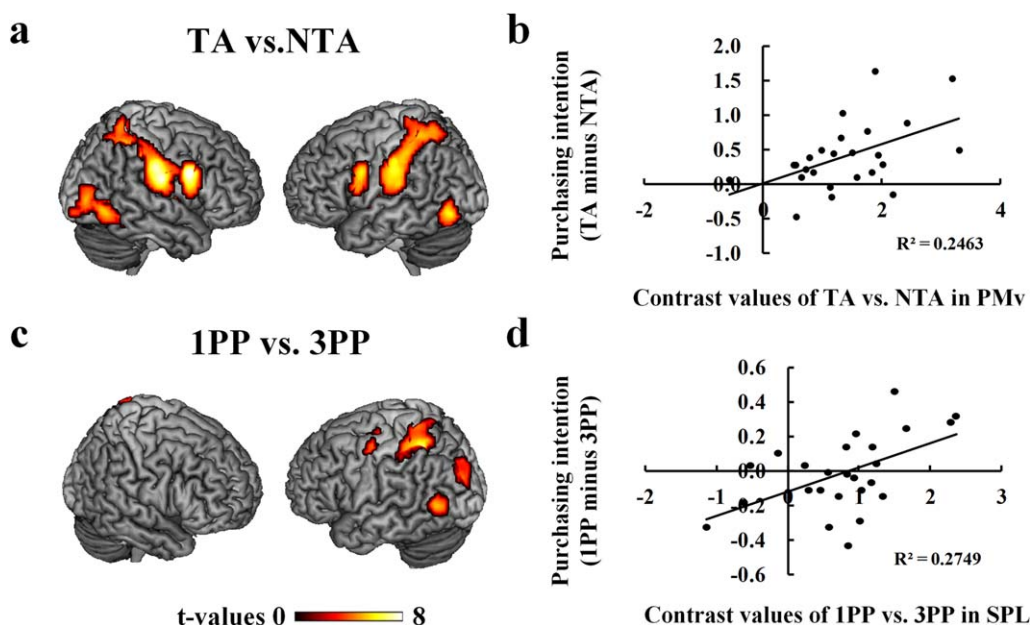 a
TA vs.NTA
b
Purchasing intention
(TA minus NTA)
2.0
1.5
1.0
0.5
0.0
-0.5
-1.0
-2
0
2
4
R² = 0.2463
Contrast values of TA vs. NTA in PMv
c
1PP vs. 3PP
d
Purchasing intention
(1PP minus 3PP)
0.6
0.4
0.2
0
-0.2
-0.4
-0.6
-2
-1
0
1
2
3
R² = 0.2749
Contrast values of 1PP vs. 3PP in SPL
t-values 0
8